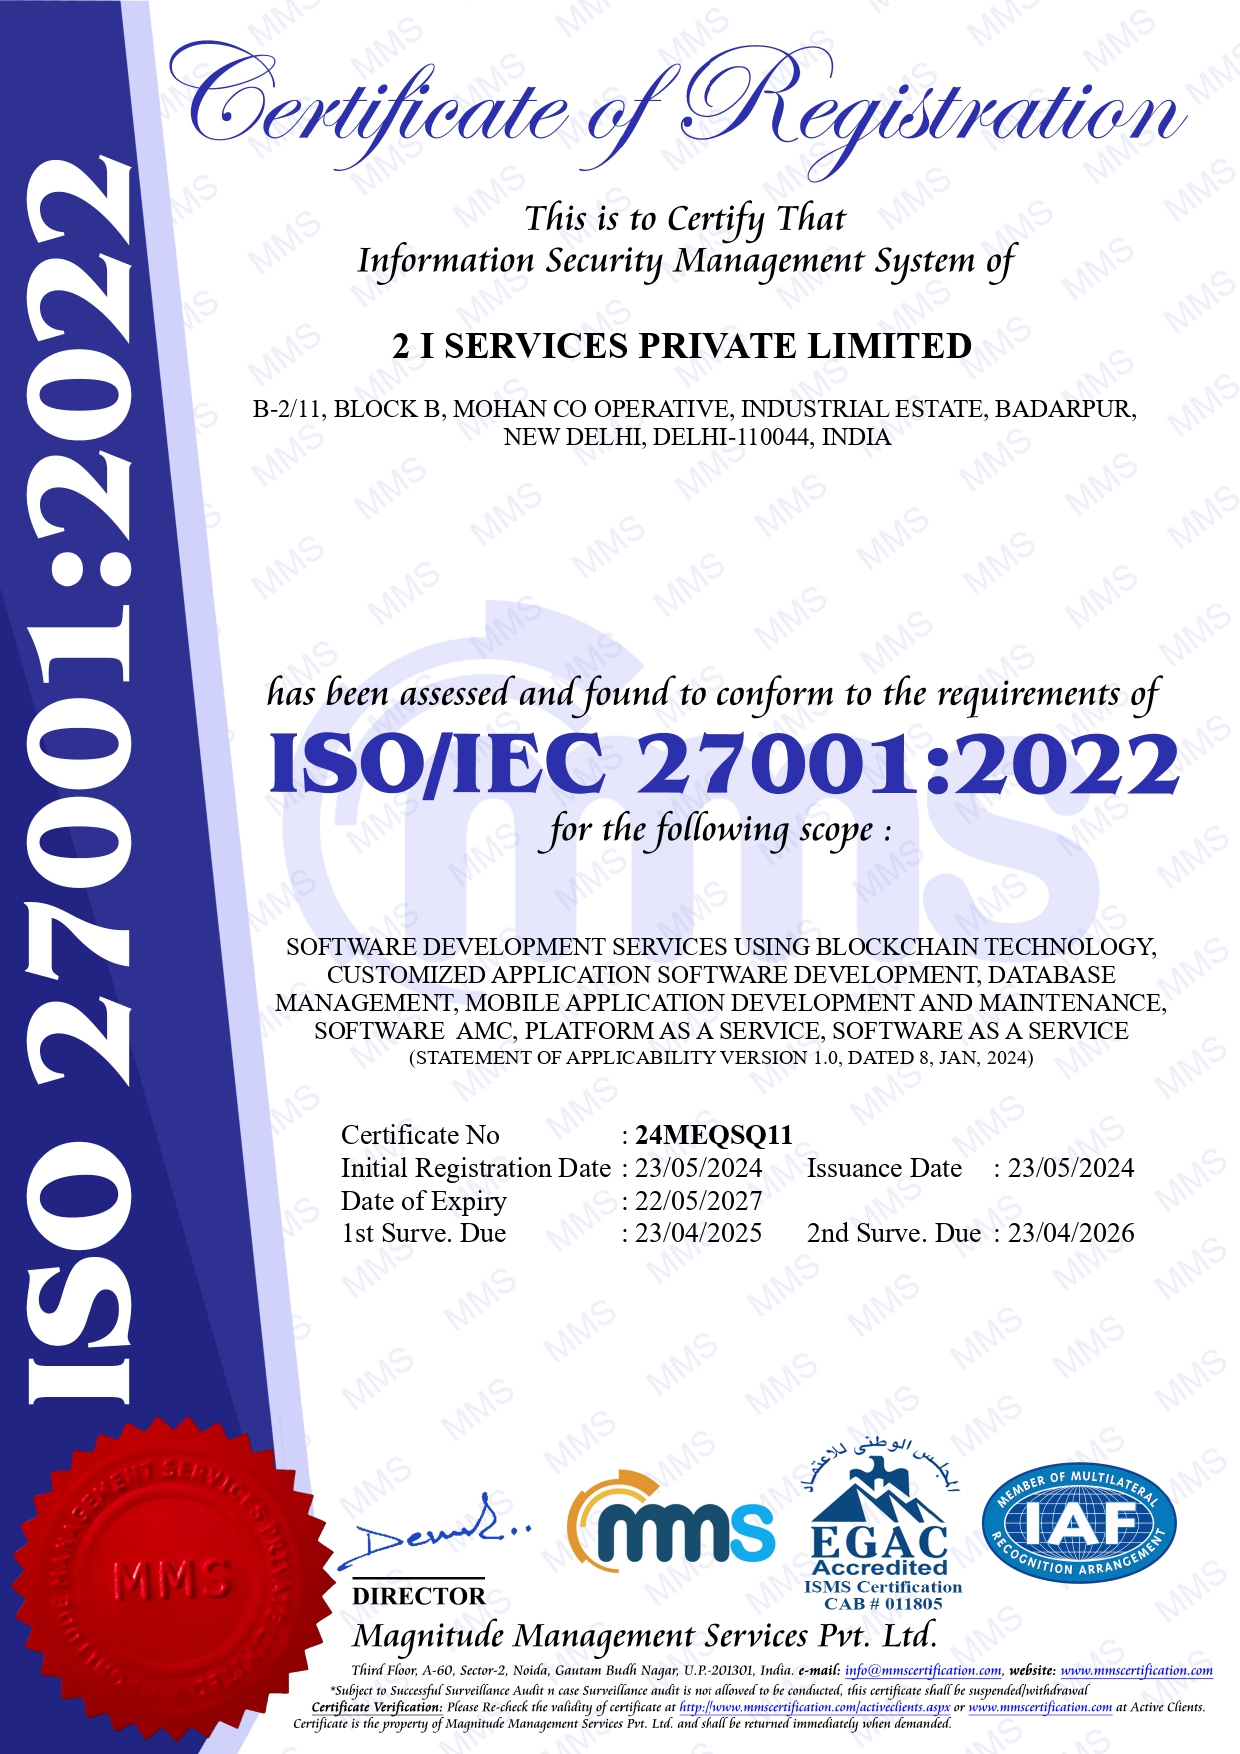 Certificate of Registration
This is to Certify That
Information Security Management System of
2 I SERVICES PRIVATE LIMITED
B-2/11, BLOCK B, MOHAN CO OPERATIVE, INDUSTRIAL ESTATE, BADARPUR,
NEW DELHI, DELHI-110044, INDIA
has been assessed and found to conform to the requirements of
ISO/IEC 27001:2022
for the following scope :
SOFTWARE DEVELOPMENT SERVICES USING BLOCKCHAIN TECHNOLOGY,
CUSTOMIZED APPLICATION SOFTWARE DEVELOPMENT, DATABASE
MANAGEMENT, MOBILE APPLICATION DEVELOPMENT AND MAINTENANCE,
SOFTWARE AMC, PLATFORM AS A SERVICE, SOFTWARE AS A SERVICE
(STATEMENT OF APPLICABILITY VERSION 1.0, DATED 8, JAN, 2024)
Certificate No : 24MEQSQ11
Initial Registration Date : 23/05/2024 Issuance Date : 23/05/2024
Date of Expiry : 22/05/2027
1st Surve. Due : 23/04/2025 2nd Surve. Due : 23/04/2026
ISO 27001:2022
MMS
mms
المجلس الوطني للاعتماد
EGAC
Accredited
ISMS Certification
CAB # 011805
MEMBER OF MULTILATERAL
IAF
RECOGNITION ARRANGEMENT
DIRECTOR
Magnitude Management Services Pvt. Ltd.
Third Floor, A-60, Sector-2, Noida, Gautam Budh Nagar, U.P.-201301, India. e-mail: info@mmscertification.com, website: www.mmscertification.com
*Subject to Successful Surveillance Audit n case Surveillance audit is not allowed to be conducted, this certificate shall be suspended/withdrawal
Certificate Verification: Please Re-check the validity of certificate at http://www.mmscertification.com/activeclients.aspx or www.mmscertification.com at Active Clients.
Certificate is the property of Magnitude Management Services Pvt. Ltd. and shall be returned immediately when demanded.